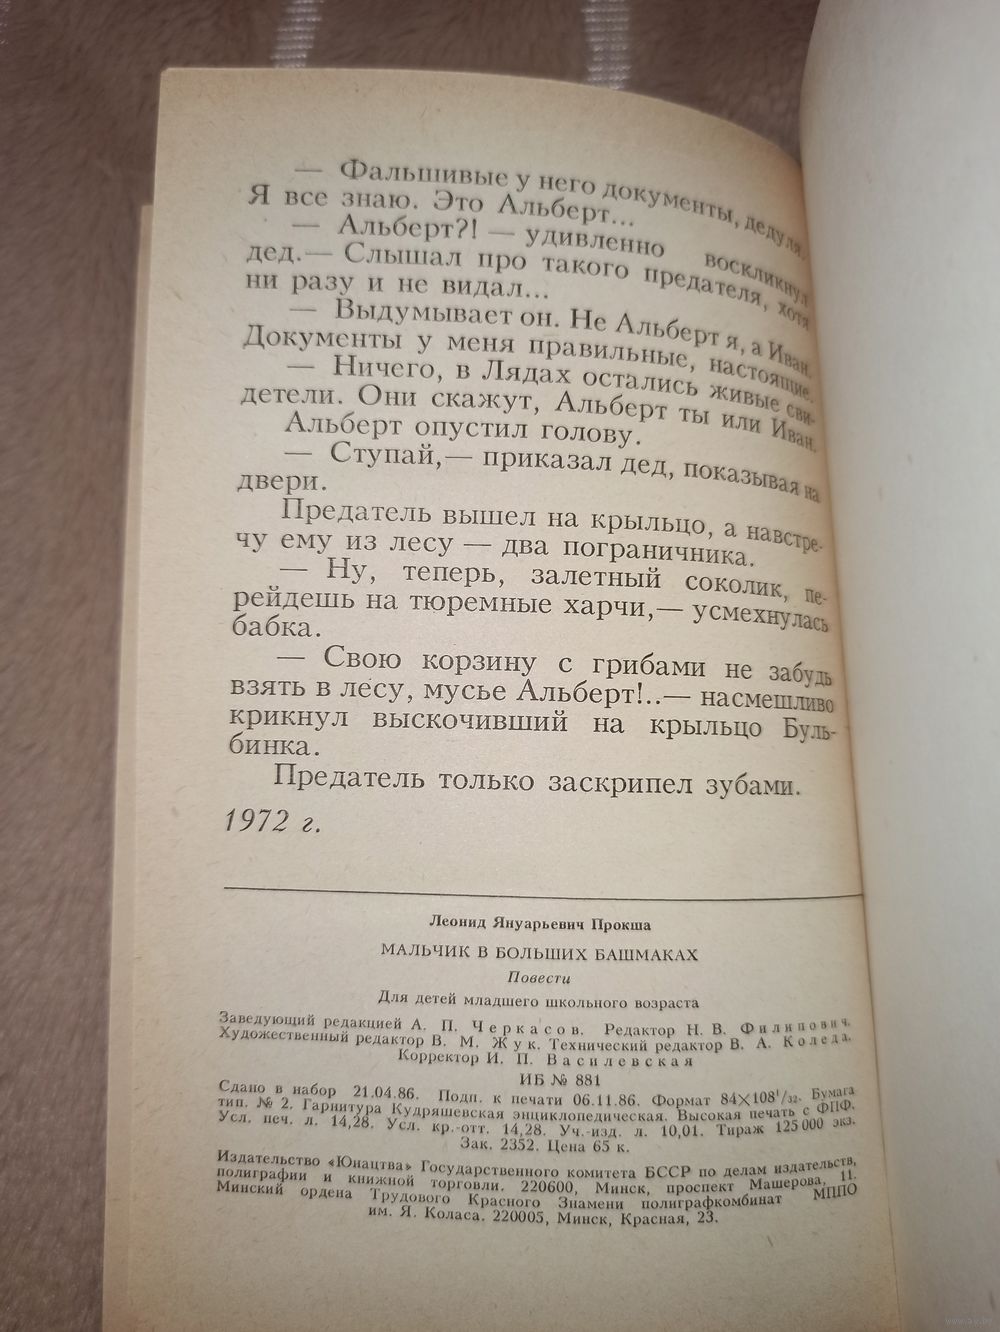 — Фальшивые у него документы, дедуля.
Я все знаю. Это Альберт...
— Альберт?! — удивленно воскликнул
дед.— Слышал про такого предателя, хотя
ни разу и не видал...
— Выдумывает он. Не Альберт я, а Иван.
Документы у меня правильные, настоящие.
— Ничего, в Лядах остались живые сви-
детели. Они скажут, Альберт ты или Иван.
Альберт опустил голову.
— Ступай,— приказал дед, показывая на
двери.
Предатель вышел на крыльцо, а навстре-
чу ему из лесу — два пограничника.
— Ну, теперь, залетный соколик, пе-
рейдешь на тюремные харчи,— усмехнулась
бабка.
— Свою корзину с грибами не забудь
взять в лесу, мусье Альберт!..— насмешливо
крикнул выскочивший на крыльцо Буль-
бинка.
Предатель только заскрипел зубами.
1972 г.
Леонид Януарьевич Прокша
МАЛЬЧИК В БОЛЬШИХ БАШМАКАХ
Повести
Для детей младшего школьного возраста
Заведующий редакцией А. П. Черкасов. Редактор Н. В. Филипович.
Художественный редактор В. М. Жук. Технический редактор В. А. Коледа.
Корректор И. П. Василевская
ИБ № 881
Сдано в набор 21.04.86. Подп. к печати 06.11.86. Формат 84×108¹/₃₂. Бумага
тип. № 2. Гарнитура Кудряшевская энциклопедическая. Высокая печать с ФПФ.
Усл. печ. л. 14,28. Усл. кр.-отт. 14,28. Уч.-изд. л. 10,01. Тираж 125 000 экз.
Зак. 2352. Цена 65 к.
Издательство «Юнацтва» Государственного комитета БССР по делам издательств,
полиграфии и книжной торговли. 220600, Минск, проспект Машерова, 11.
Минский ордена Трудового Красного Знамени полиграфкомбинат МППО
им. Я. Коласа. 220005, Минск, Красная, 23.
www.ay.by